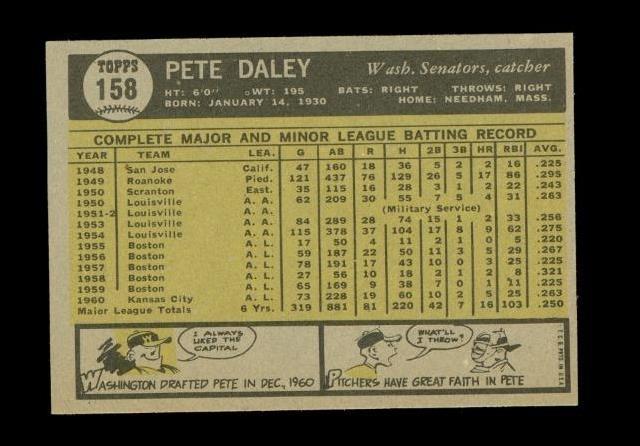 TOPPS
158
PETE DALEY
Wash. Senators, catcher
HT: 6'0" WT: 195 BATS: RIGHT THROWS: RIGHT
BORN: JANUARY 14, 1930 HOME: NEEDHAM, MASS.
COMPLETE MAJOR AND MINOR LEAGUE BATTING RECORD
YEAR TEAM LEA. G AB R H 2B 3B HR RBI AVG.
1948 San Jose Calif. 47 160 18 36 5 2 2 16 .225
1949 Roanoke Pied. 121 437 76 129 26 5 17 86 .295
1950 Scranton East. 35 115 16 28 3 1 2 22 .243
1950 Louisville A. A. 62 209 30 55 7 5 4 31 .263
1951-2 Louisville A. A. (Military Service)
1953 Louisville A. A. 84 289 28 74 15 1 2 33 .256
1954 Louisville A. A. 115 378 37 104 17 8 9 62 .275
1955 Boston A. L. 17 50 4 11 2 1 0 5 .220
1956 Boston A. L. 59 187 22 50 11 3 5 29 .267
1957 Boston A. L. 78 191 17 43 10 0 3 25 .225
1958 Boston A. L. 27 56 10 18 2 1 2 8 .321
1959 Boston A. L. 65 169 9 38 7 0 1 11 .225
1960 Kansas City A. L. 73 228 19 60 10 2 5 25 .263
Major League Totals 6 Yrs. 319 881 81 220 42 7 16 103 .250
I ALWAYS
LIKED THE
CAPITAL
W
WASHINGTON DRAFTED PETE IN DEC., 1960
WHAT'LL
I THROW?
PITCHERS HAVE GREAT FAITH IN PETE